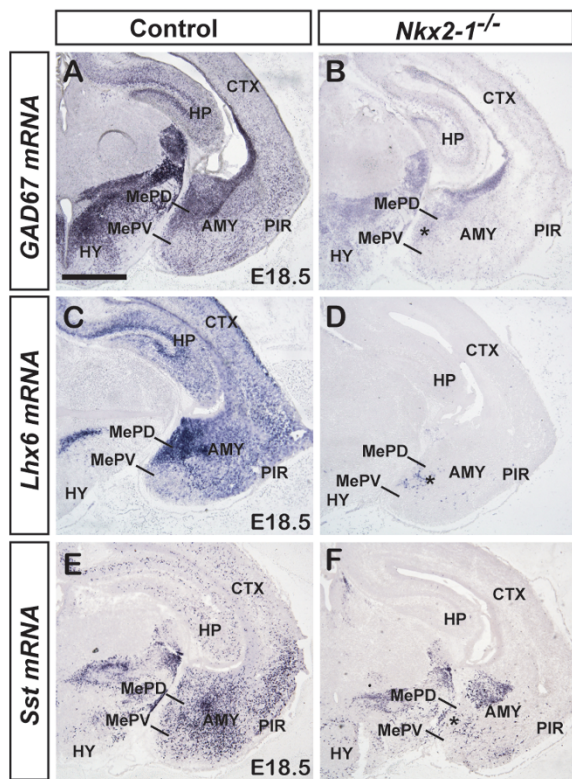 Control
Nkx2-1-/-
GAD67 mRNA
A
CTX
HP
MePD
AMY
MePV
PIR
HY
E18.5
B
CTX
HP
MePD
MePV
*
AMY
PIR
HY
Lhx6 mRNA
C
CTX
HP
MePD
AMY
MePV
PIR
HY
E18.5
D
CTX
HP
MePD
MePV
*
AMY
PIR
HY
Sst mRNA
E
CTX
HP
MePD
AMY
MePV
PIR
HY
E18.5
F
CTX
HP
MePD
AMY
MePV
*
PIR
HY